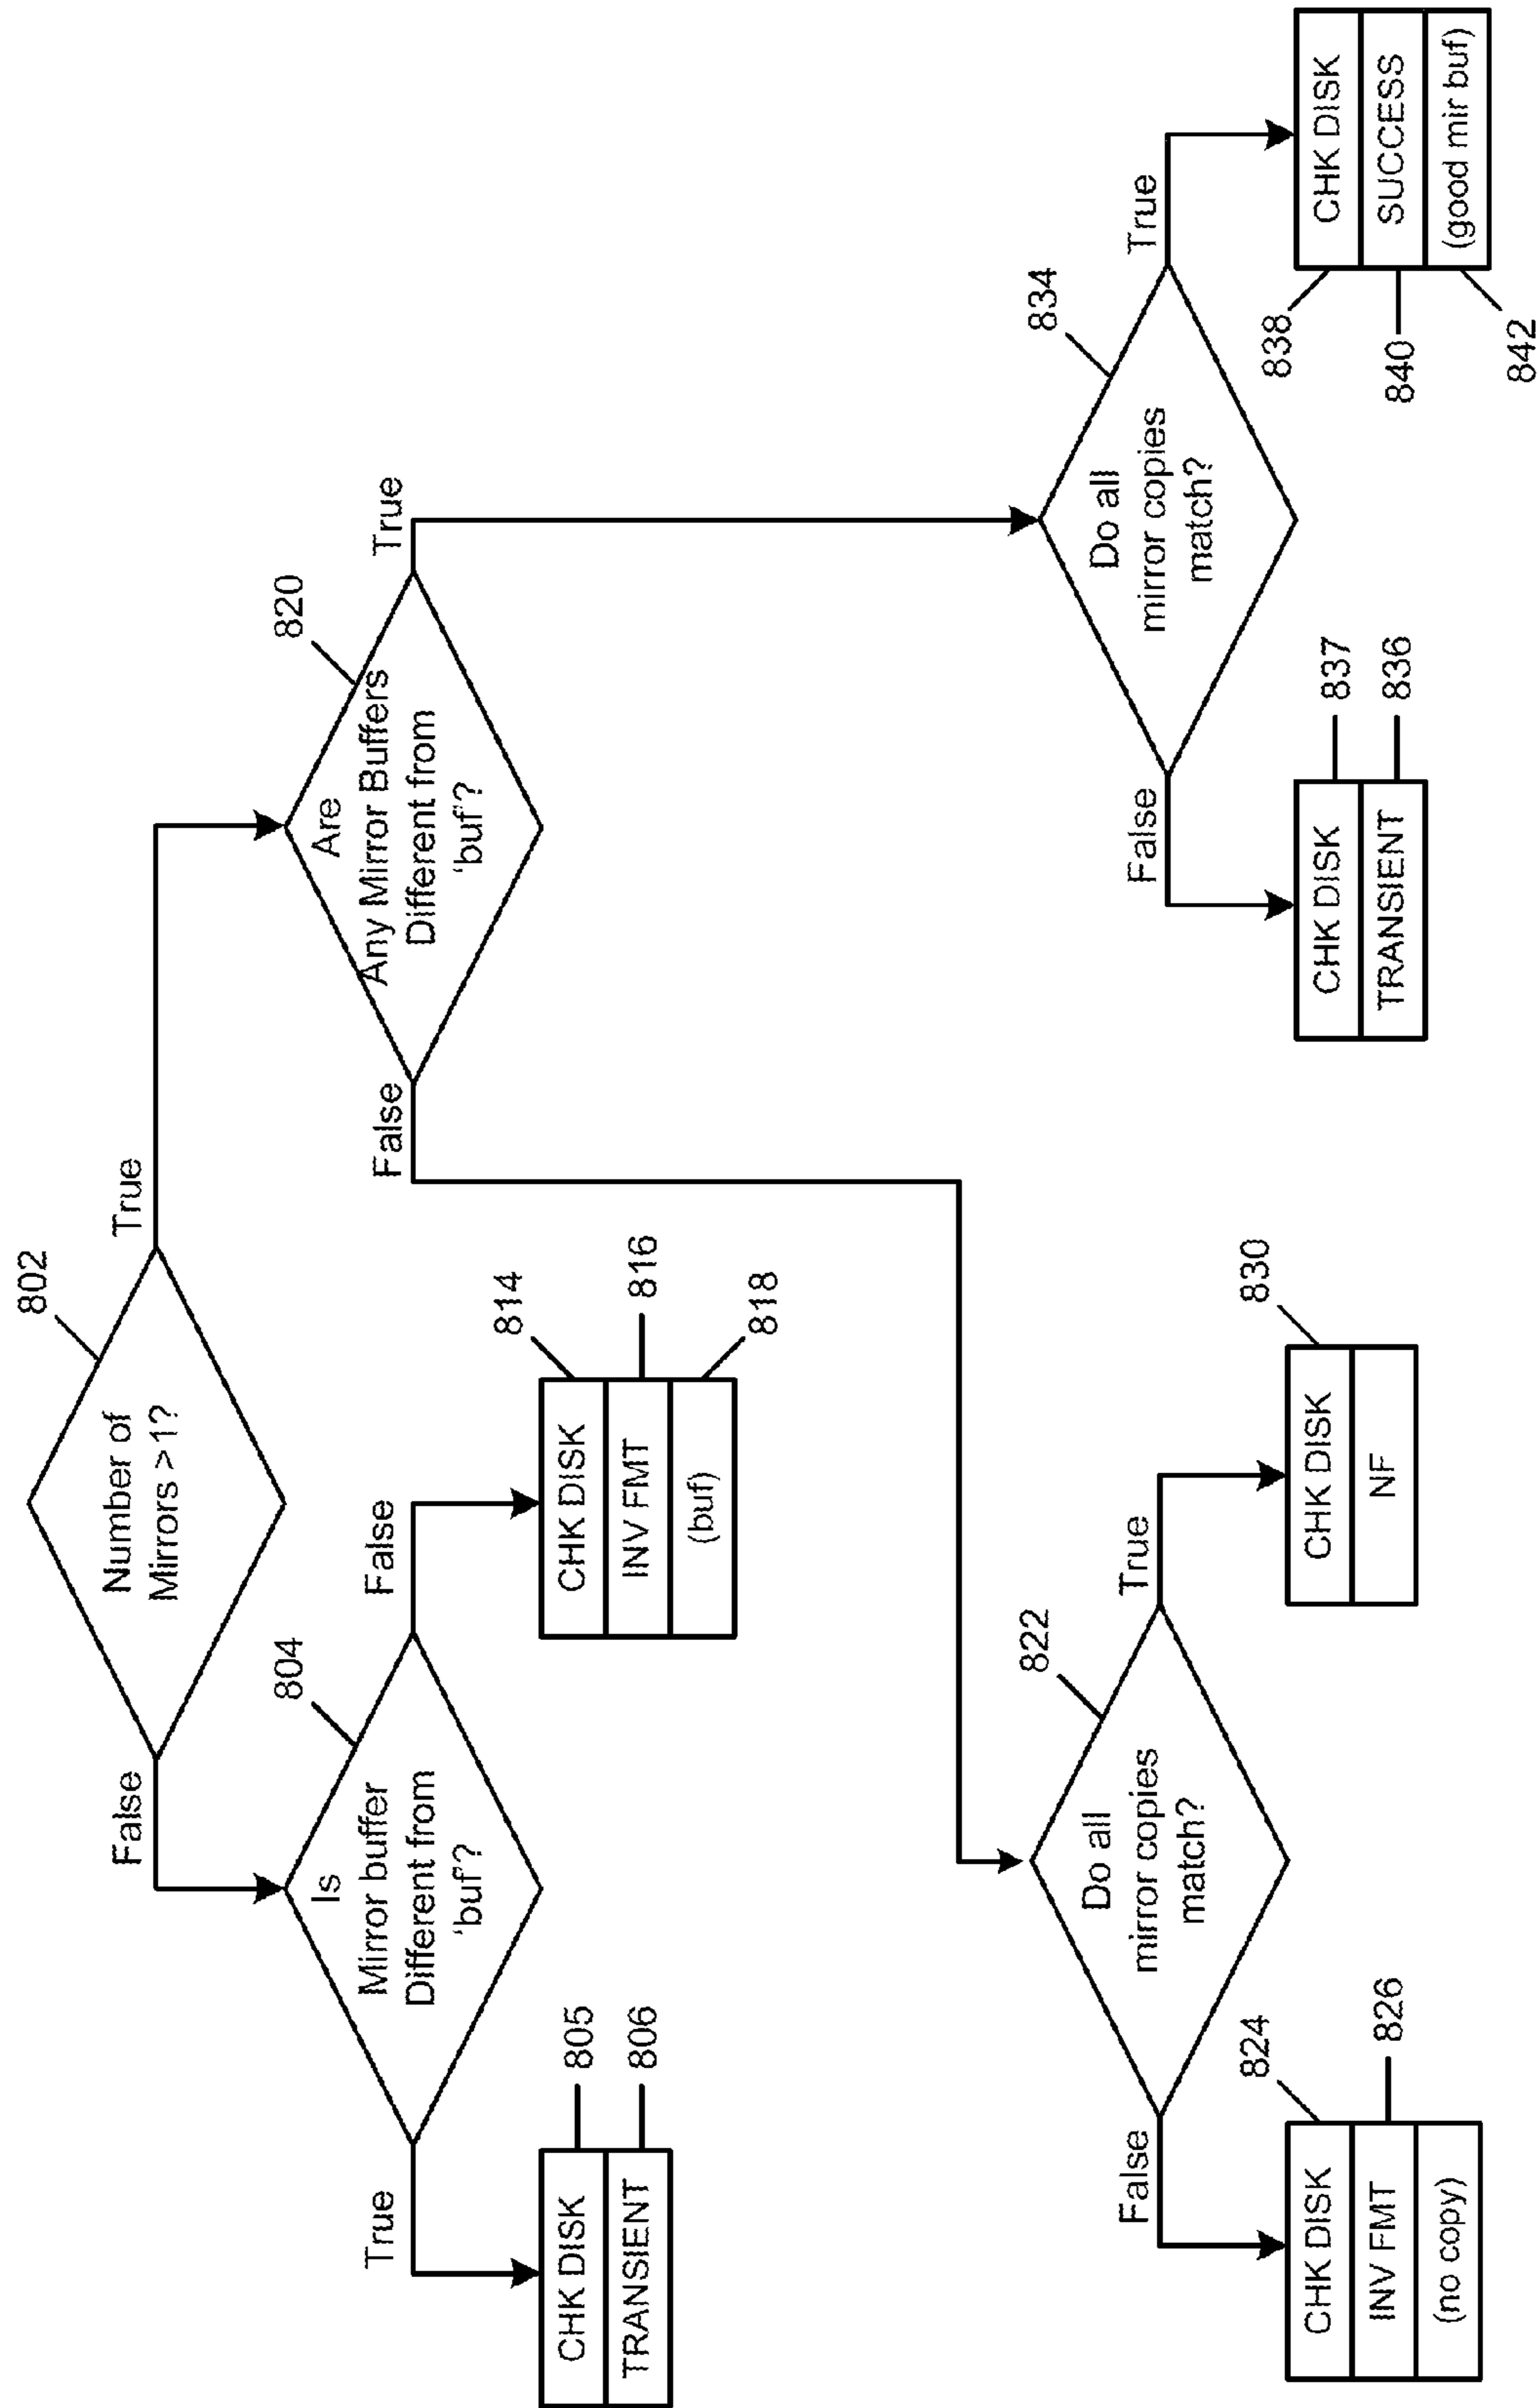 802
Number of
Mirrors >1?
False
True
804
Is
Mirror buffer
Different from
'buf'?
True
False
CHK DISK
805
TRANSIENT
806
814
CHK DISK
816
INV FMT
818
(buf)
820
Are
Any Mirror Buffers
Different from
'buf'?
False
True
822
Do all
mirror copies
match?
False
True
824
CHK DISK
826
INV FMT
(no copy)
830
CHK DISK
NF
834
Do all
mirror copies
match?
False
True
CHK DISK
837
TRANSIENT
836
838
CHK DISK
840
SUCCESS
842
(good mir buf)